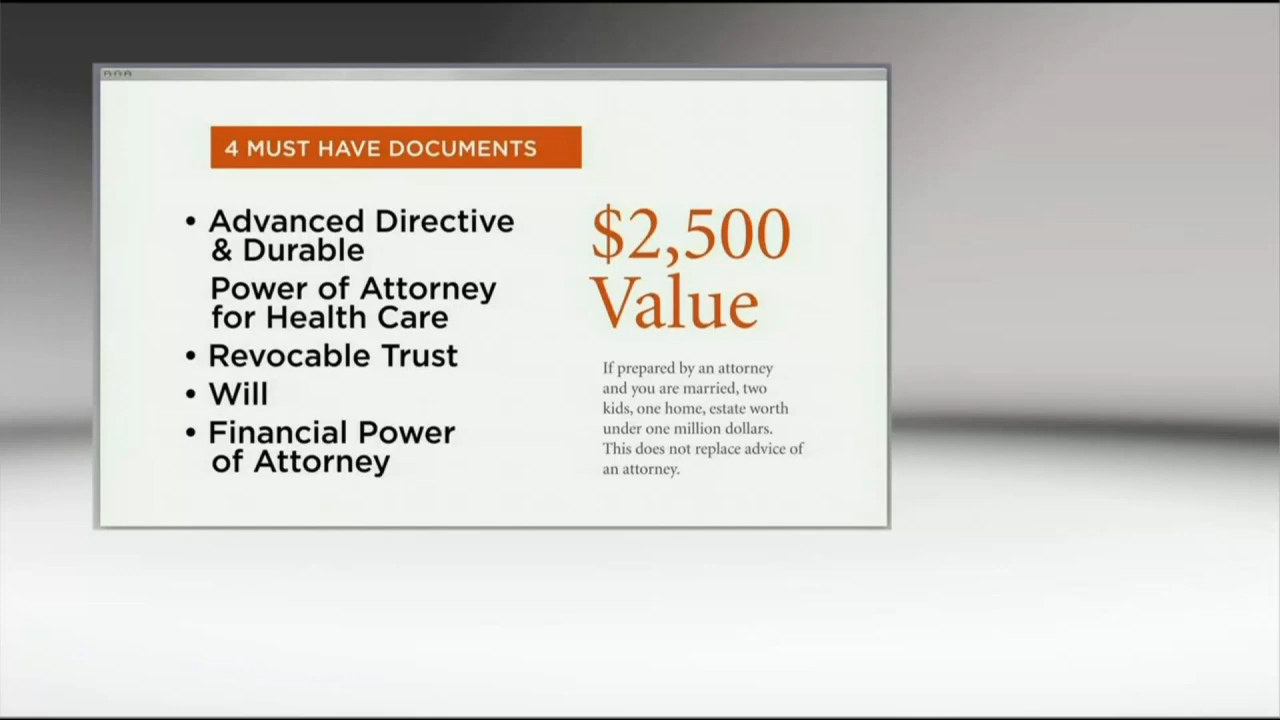 4 MUST HAVE DOCUMENTS
• Advanced Directive
& Durable
Power of Attorney
for Health Care
• Revocable Trust
• Will
• Financial Power
of Attorney
$2,500
Value
If prepared by an attorney
and you are married, two
kids, one home, estate worth
under one million dollars.
This does not replace advice of
an attorney.